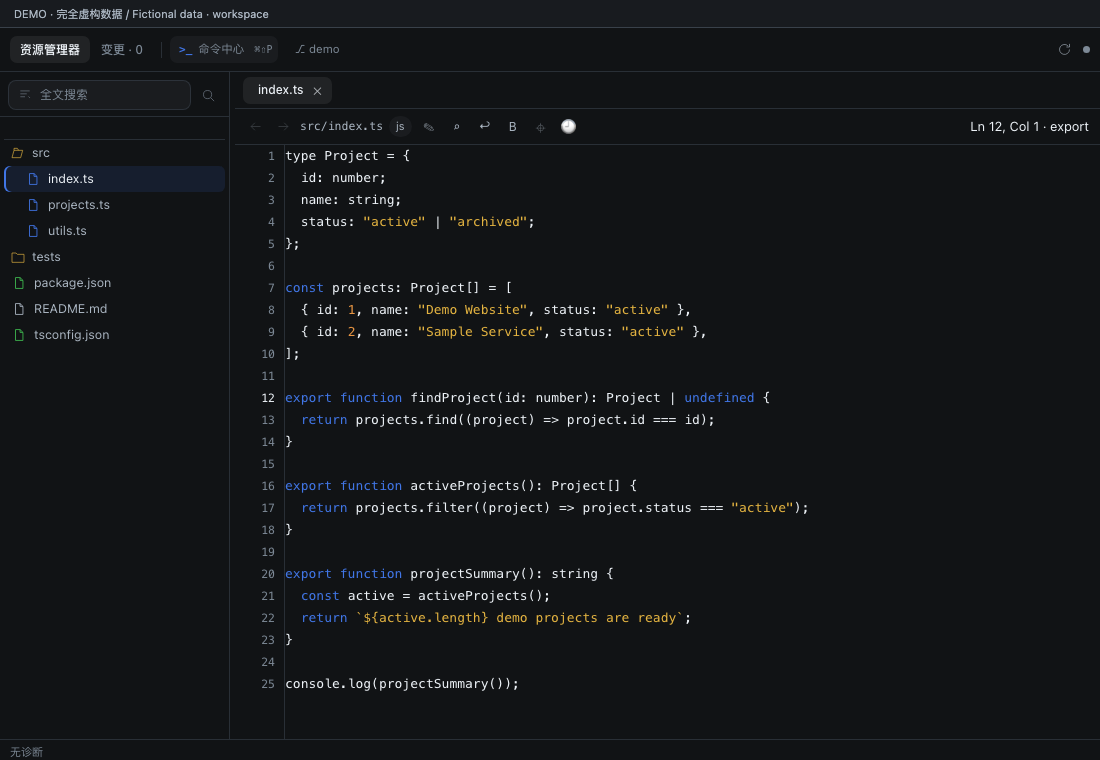 DEMO · 完全虚构数据 / Fictional data · workspace
资源管理器 变更 · 0 >_ 命令中心 ⌘⇧P ⎇ demo
全文搜索
src
index.ts
projects.ts
utils.ts
tests
package.json
README.md
tsconfig.json
index.ts ×
← → src/index.ts js B Ln 12, Col 1 · export
1 type Project = {
2   id: number;
3   name: string;
4   status: "active" | "archived";
5 };
6
7 const projects: Project[] = [
8   { id: 1, name: "Demo Website", status: "active" },
9   { id: 2, name: "Sample Service", status: "active" },
10 ];
11
12 export function findProject(id: number): Project | undefined {
13   return projects.find((project) => project.id === id);
14 }
15
16 export function activeProjects(): Project[] {
17   return projects.filter((project) => project.status === "active");
18 }
19
20 export function projectSummary(): string {
21   const active = activeProjects();
22   return `${active.length} demo projects are ready`;
23 }
24
25 console.log(projectSummary());
无诊断